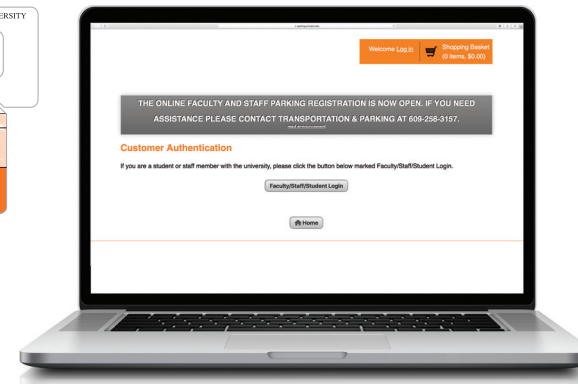 ERSITY
Welcome Log in
Shopping Basket
(0 items, $0.00)
THE ONLINE FACULTY AND STAFF PARKING REGISTRATION IS NOW OPEN. IF YOU NEED
ASSISTANCE PLEASE CONTACT TRANSPORTATION & PARKING AT 609-258-3157.
Customer Authentication
If you are a student or staff member with the university, please click the button below marked Faculty/Staff/Student Login.
Faculty/Staff/Student Login
Home